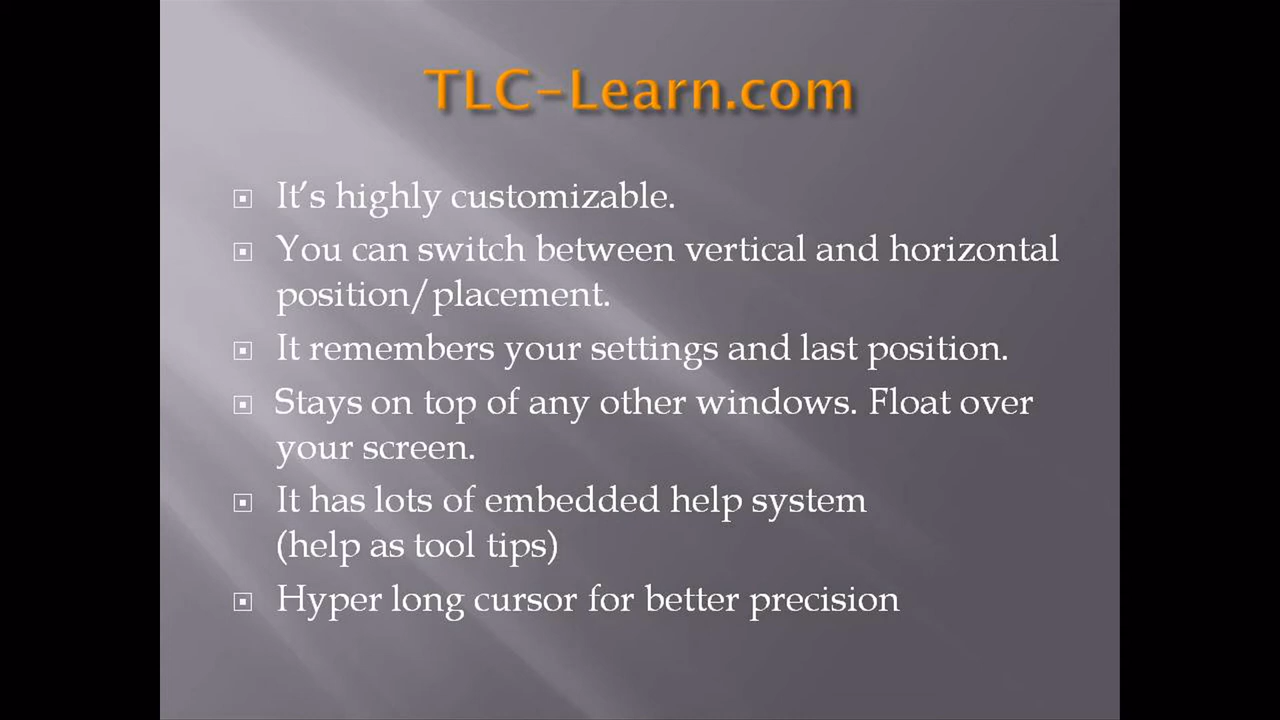 TLC-Learn.com
It's highly customizable.
You can switch between vertical and horizontal
position/placement.
It remembers your settings and last position.
Stays on top of any other windows. Float over
your screen.
It has lots of embedded help system
(help as tool tips)
Hyper long cursor for better precision